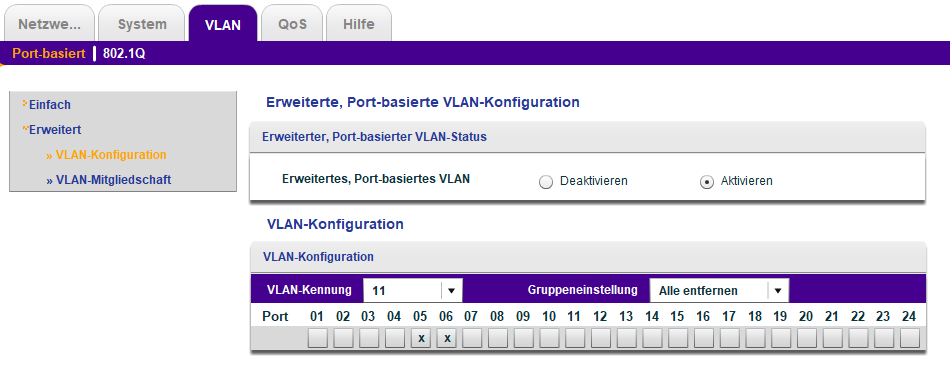 Netzwe... System VLAN QoS Hilfe
Port-basiert 802.1Q
Einfach
Erweitert
» VLAN-Konfiguration
» VLAN-Mitgliedschaft
Erweiterte, Port-basierte VLAN-Konfiguration
Erweiterter, Port-basierter VLAN-Status
Erweitertes, Port-basiertes VLAN Deaktivieren Aktivieren
VLAN-Konfiguration
VLAN-Konfiguration
VLAN-Kennung 11 Gruppeneinstellung Alle entfernen
Port 01 02 03 04 05 06 07 08 09 10 11 12 13 14 15 16 17 18 19 20 21 22 23 24
x x